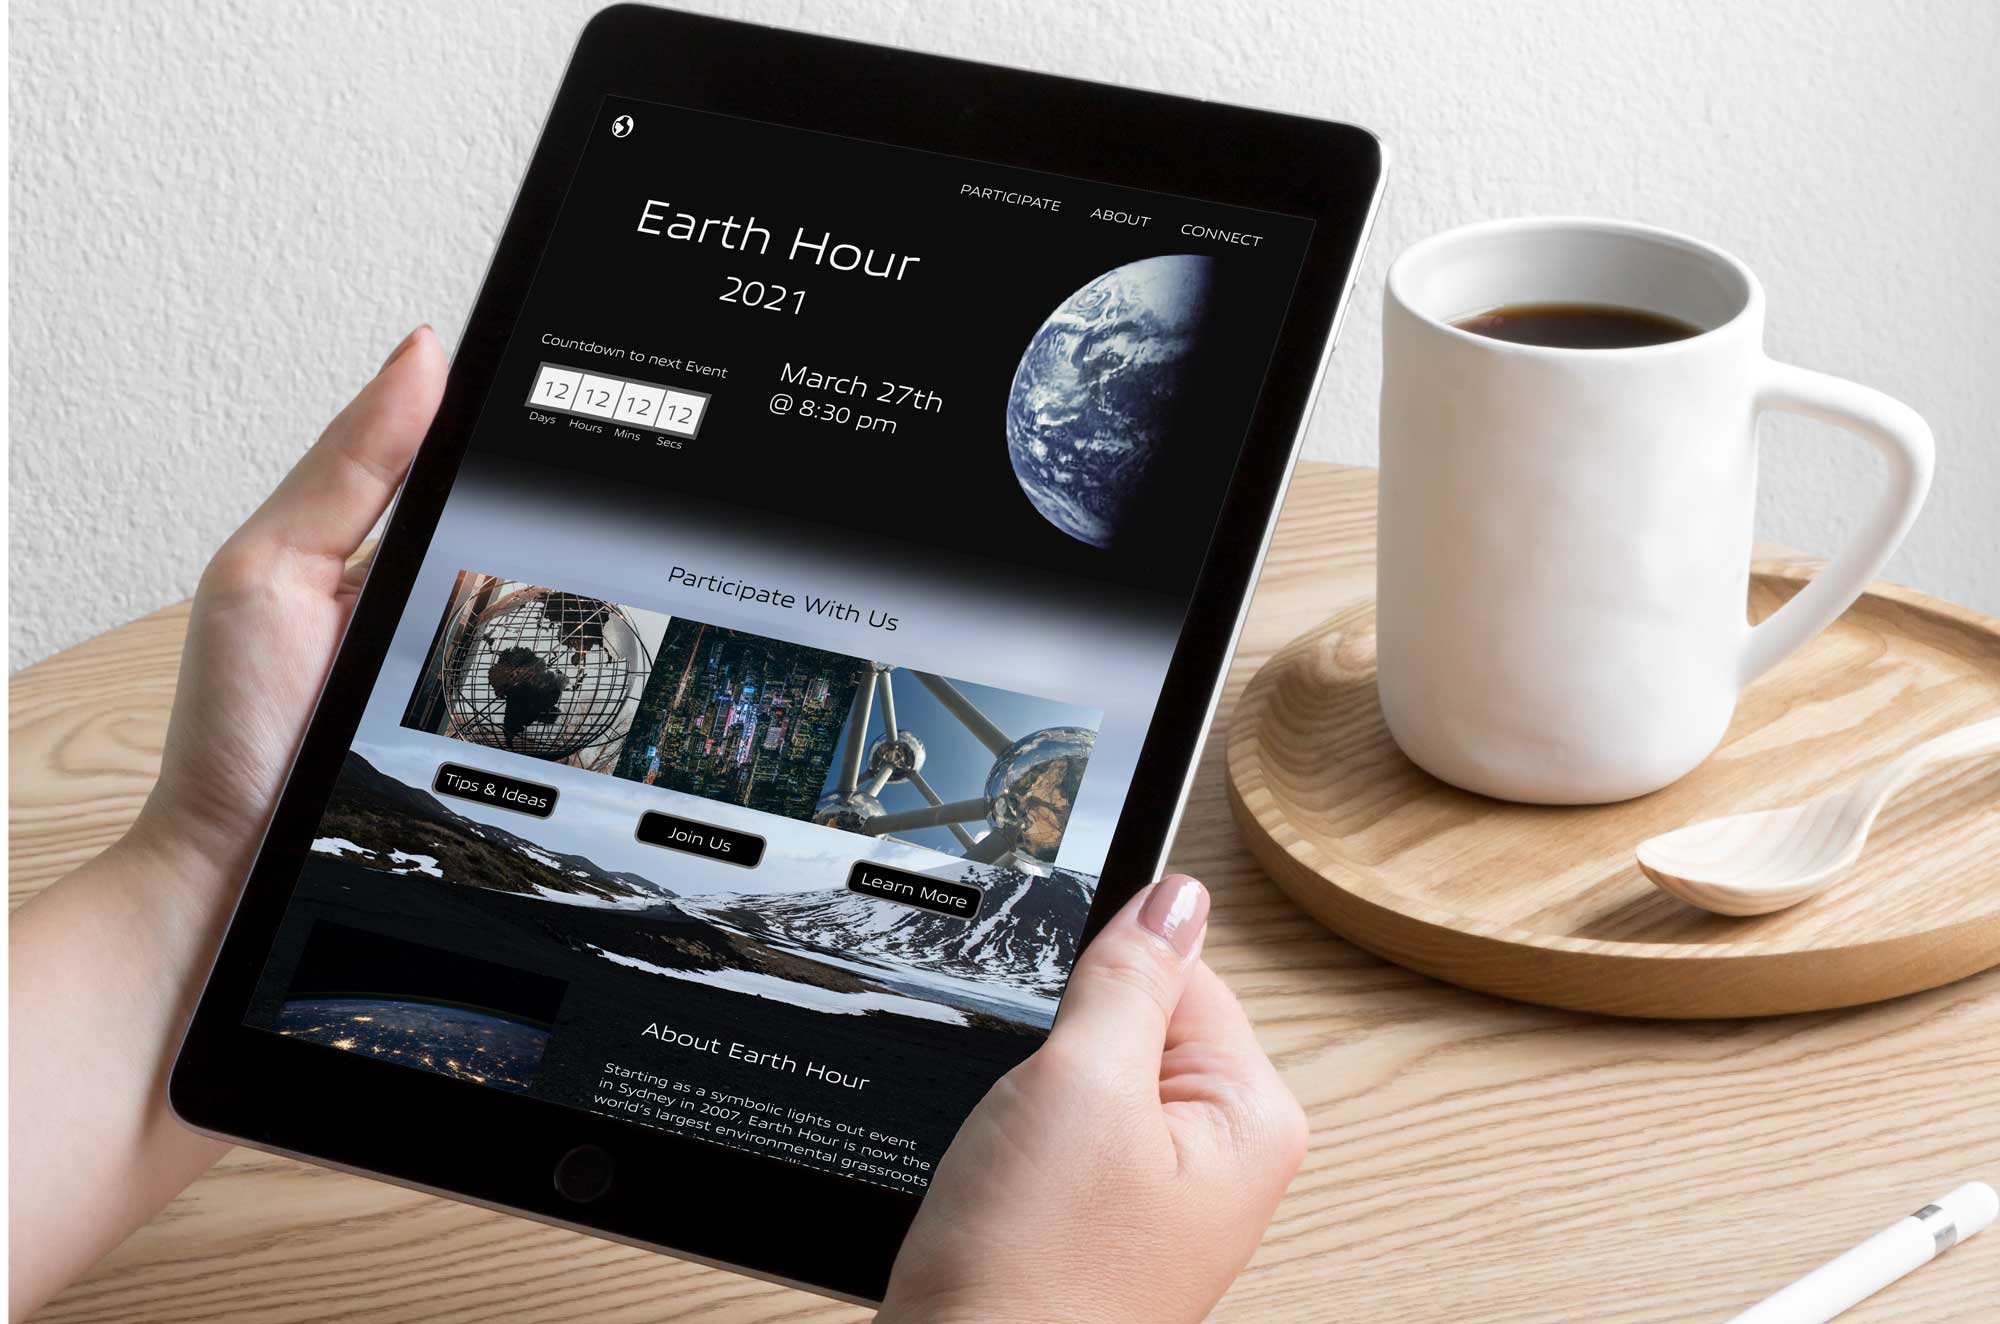 PARTICIPATE ABOUT CONNECT
Earth Hour
2021
Countdown to next Event
12 12 12 12
Days Hours Mins Secs
March 27th
@ 8:30 pm
Participate With Us
Tips & Ideas
Join Us
Learn More
About Earth Hour
Starting as a symbolic lights out event
in Sydney in 2007, Earth Hour is now the
world's largest environmental grassroots